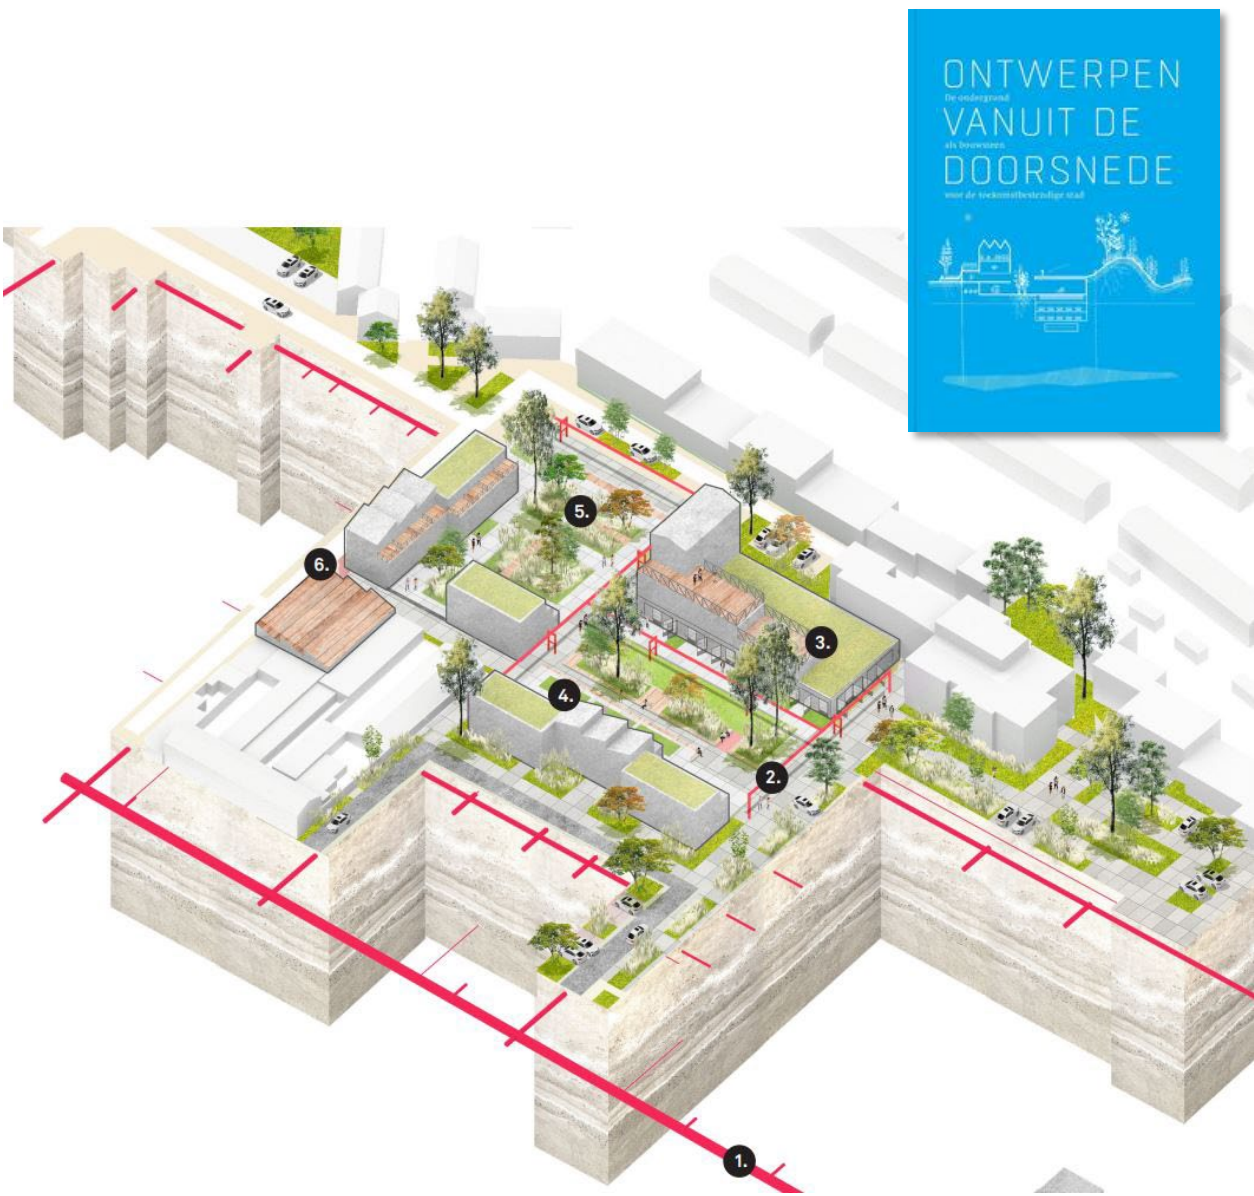 ONTWERPEN
De ondergrond
VANUIT DE
als bouwsteen
DOORSNEDE
voor de toekomstbestendige stad
5.
6.
3.
4.
2.
1.